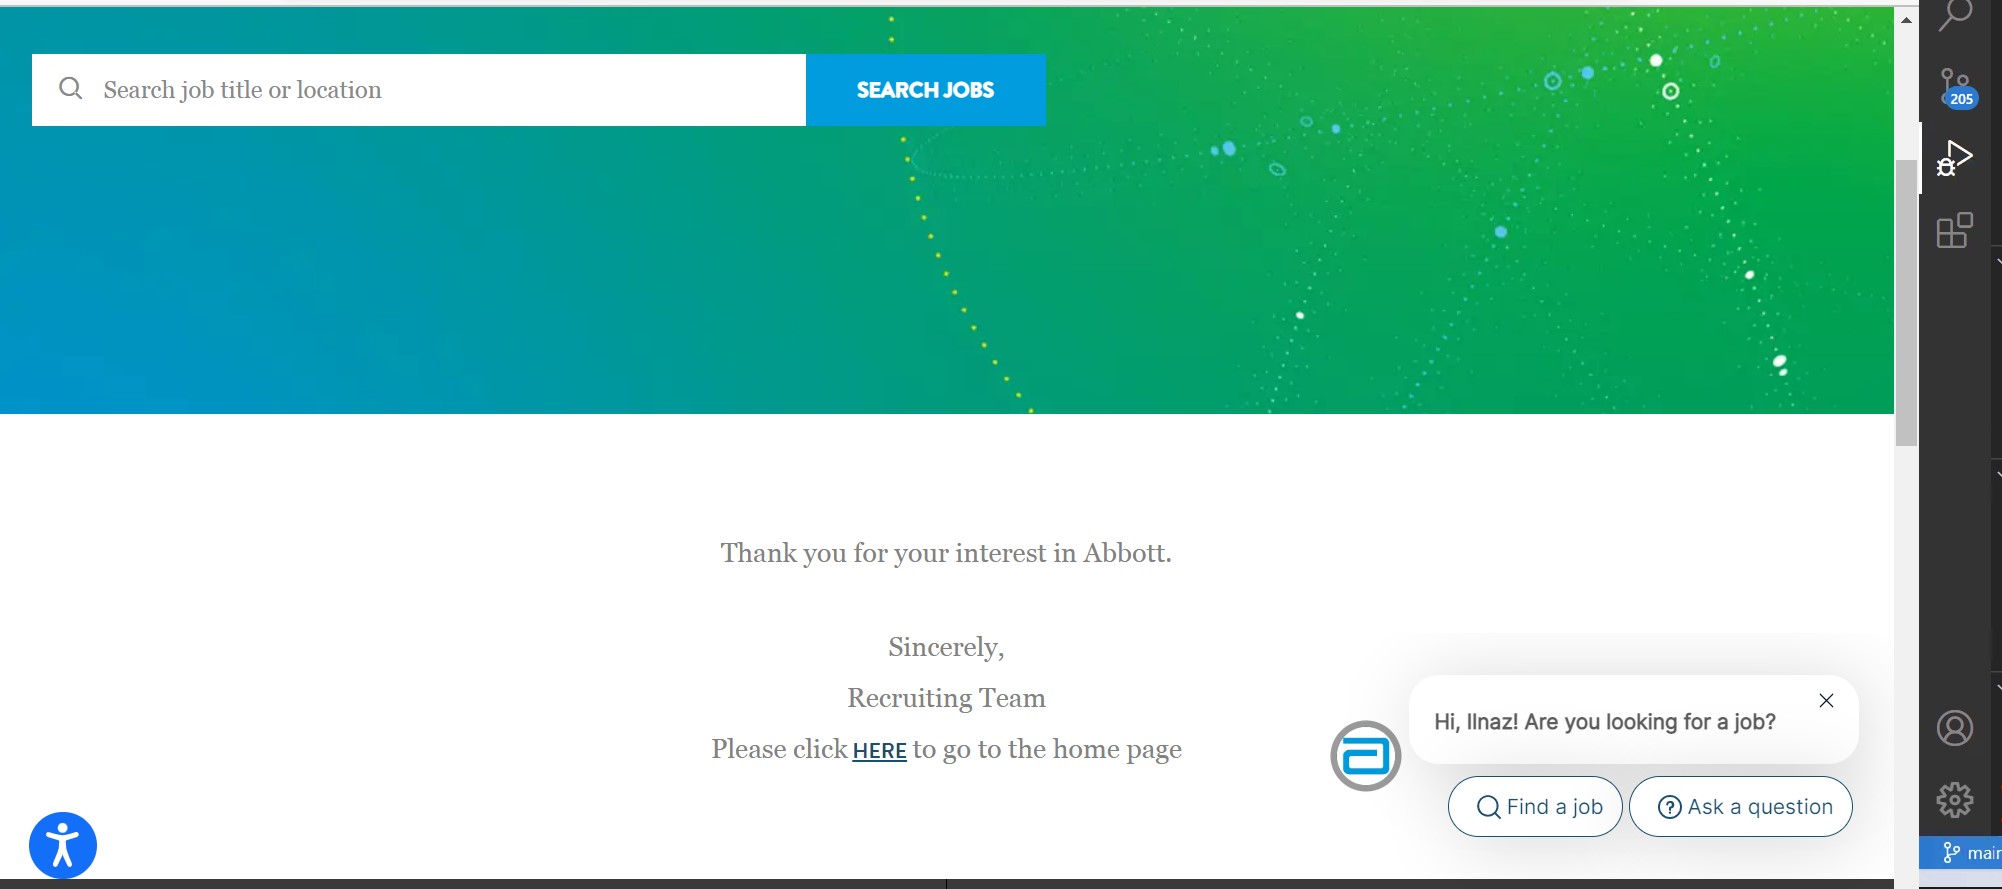 Search job title or location
SEARCH JOBS
205
Thank you for your interest in Abbott.
Sincerely,
Recruiting Team
Please click HERE to go to the home page
Hi, Ilnaz! Are you looking for a job?
Find a job
Ask a question